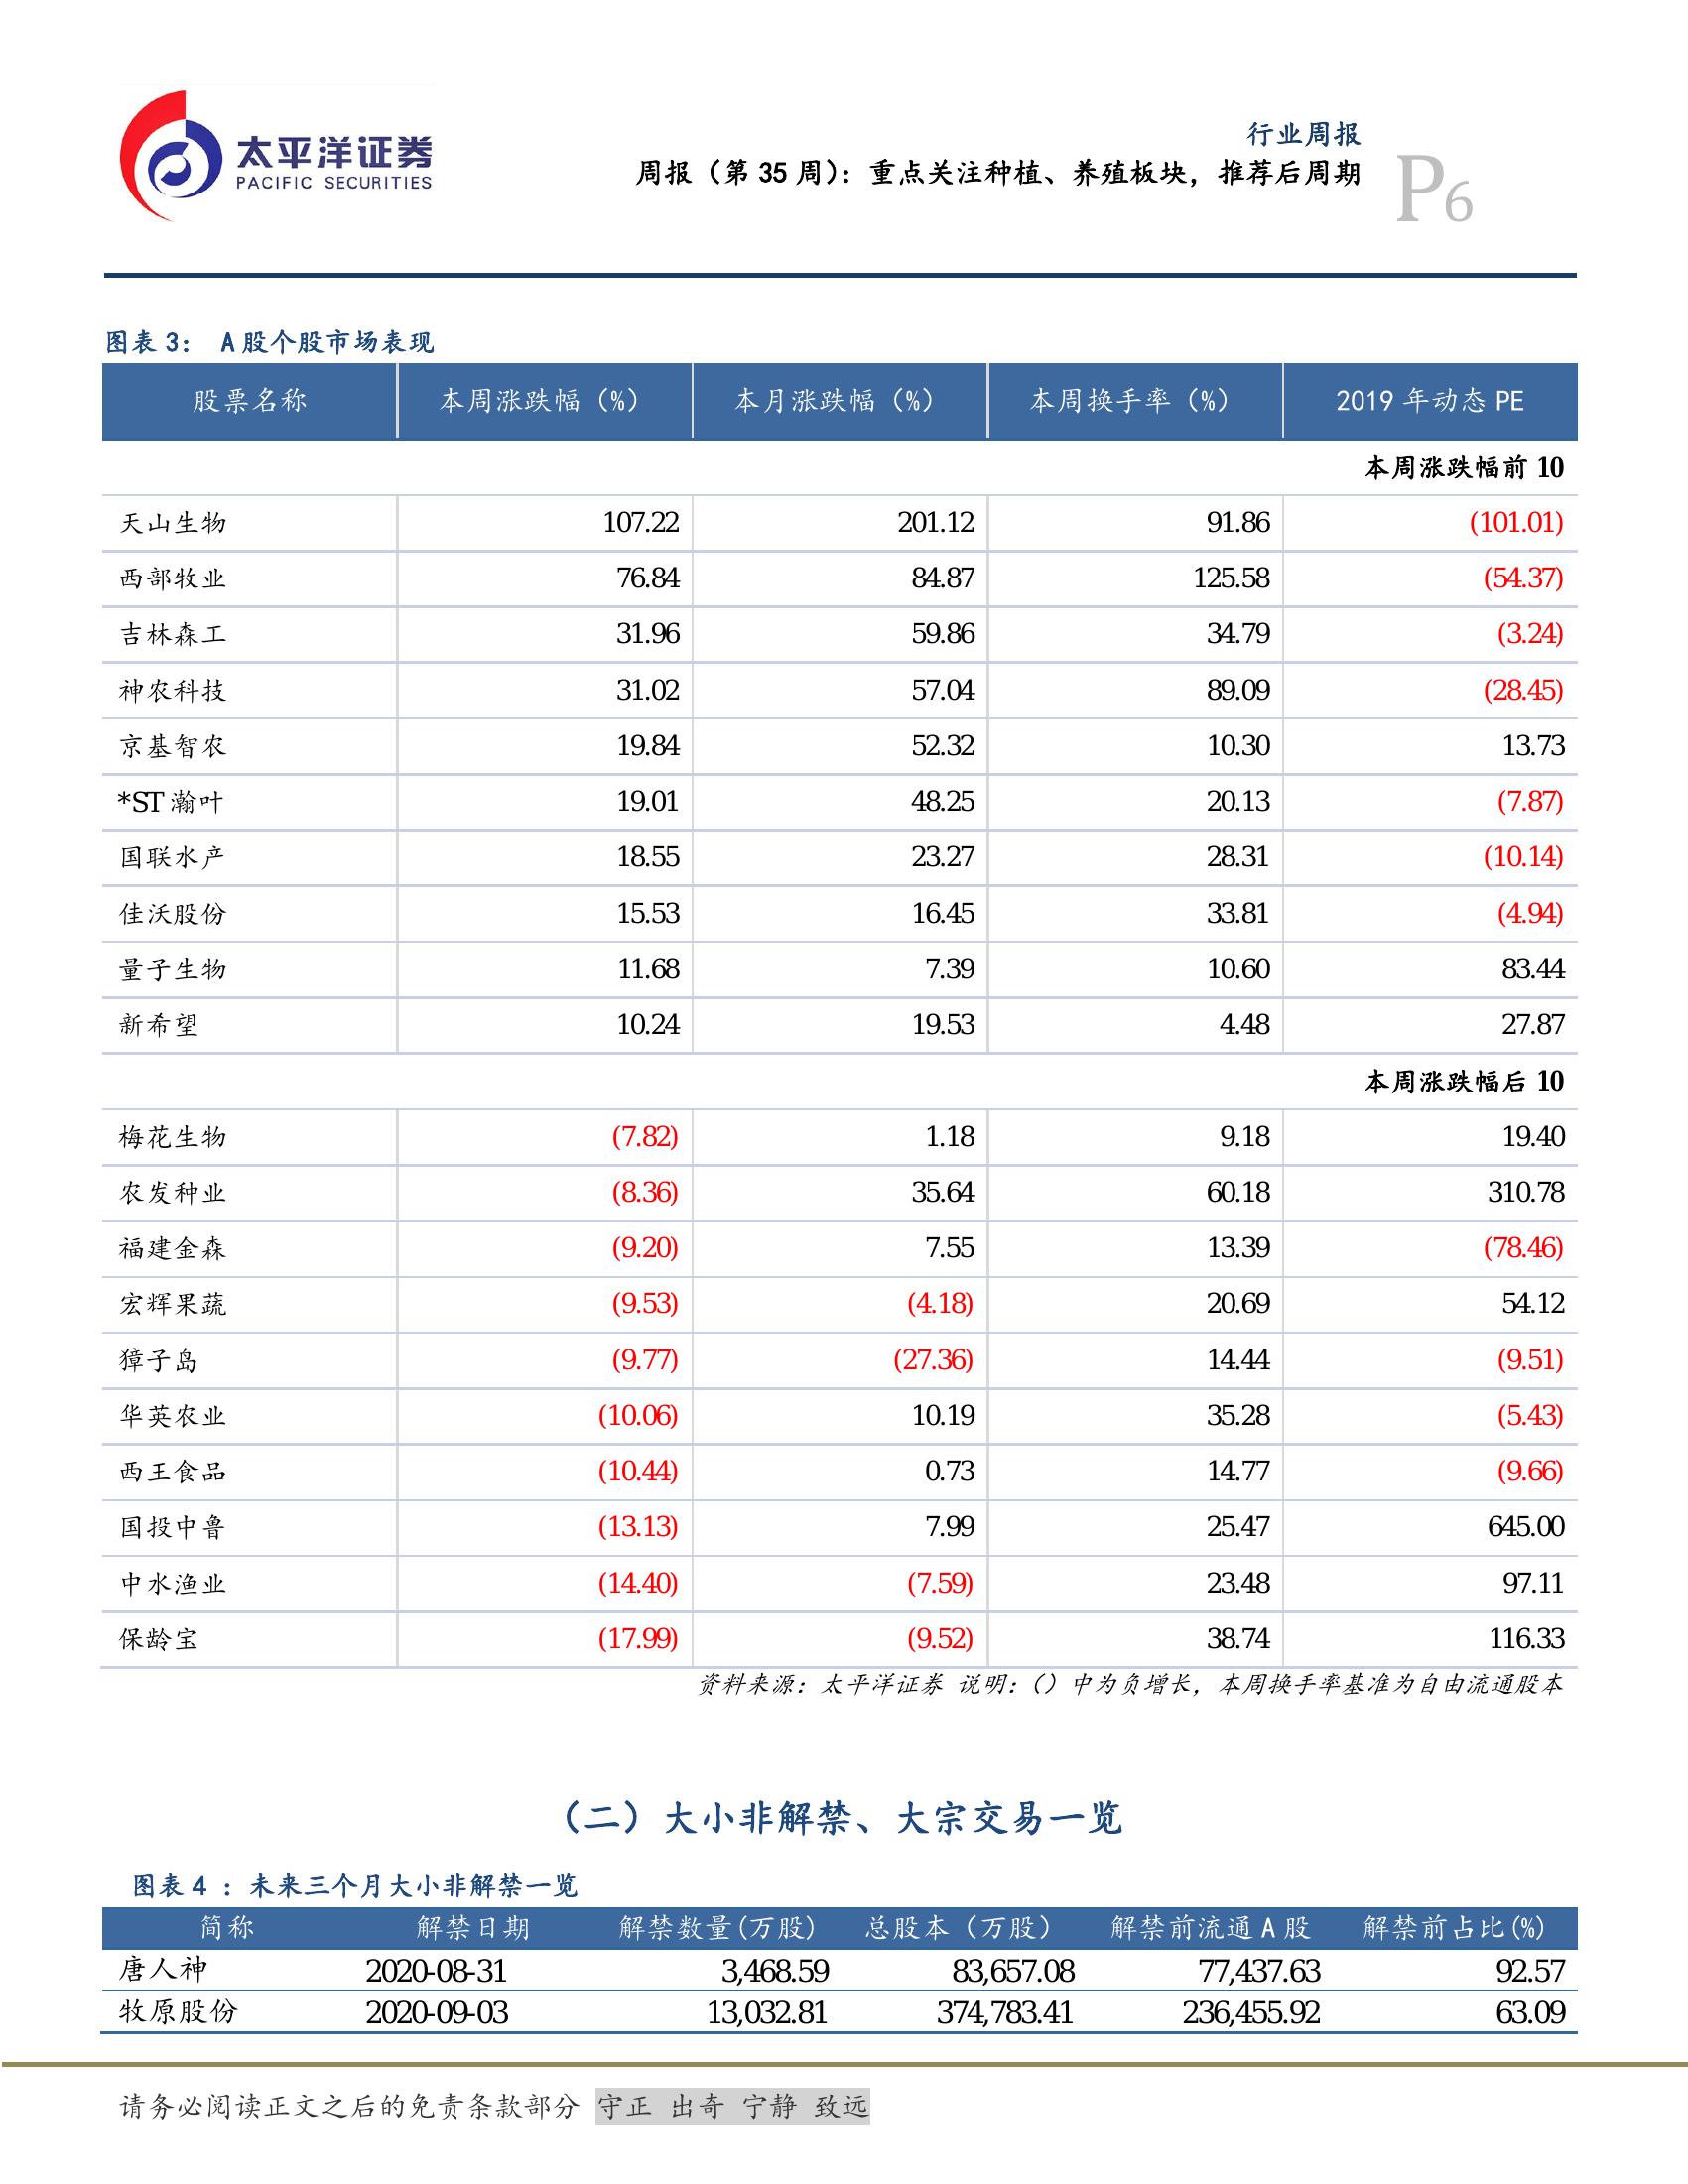 太平洋证券
PACIFIC SECURITIES
行业周报
周报（第 35 周）：重点关注种植、养殖板块，推荐后周期
P6
图表 3： A 股个股市场表现
股票名称 本周涨跌幅（%） 本月涨跌幅（%） 本周换手率（%） 2019 年动态 PE
本周涨跌幅前 10
天山生物 107.22 201.12 91.86 (101.01)
西部牧业 76.84 84.87 125.58 (54.37)
吉林森工 31.96 59.86 34.79 (3.24)
神农科技 31.02 57.04 89.09 (28.45)
京基智农 19.84 52.32 10.30 13.73
*ST 瀚叶 19.01 48.25 20.13 (7.87)
国联水产 18.55 23.27 28.31 (10.14)
佳沃股份 15.53 16.45 33.81 (4.94)
量子生物 11.68 7.39 10.60 83.44
新希望 10.24 19.53 4.48 27.87
本周涨跌幅后 10
梅花生物 (7.82) 1.18 9.18 19.40
农发种业 (8.36) 35.64 60.18 310.78
福建金森 (9.20) 7.55 13.39 (78.46)
宏辉果蔬 (9.53) (4.18) 20.69 54.12
獐子岛 (9.77) (27.36) 14.44 (9.51)
华英农业 (10.06) 10.19 35.28 (5.43)
西王食品 (10.44) 0.73 14.77 (9.66)
国投中鲁 (13.13) 7.99 25.47 645.00
中水渔业 (14.40) (7.59) 23.48 97.11
保龄宝 (17.99) (9.52) 38.74 116.33
资料来源：太平洋证券 说明：（）中为负增长，本周换手率基准为自由流通股本
（二）大小非解禁、大宗交易一览
图表 4 ：未来三个月大小非解禁一览
简称 解禁日期 解禁数量(万股) 总股本（万股） 解禁前流通 A 股 解禁前占比(%)
唐人神 2020-08-31 3,468.59 83,657.08 77,437.63 92.57
牧原股份 2020-09-03 13,032.81 374,783.41 236,455.92 63.09
请务必阅读正文之后的免责条款部分 守正 出奇 宁静 致远